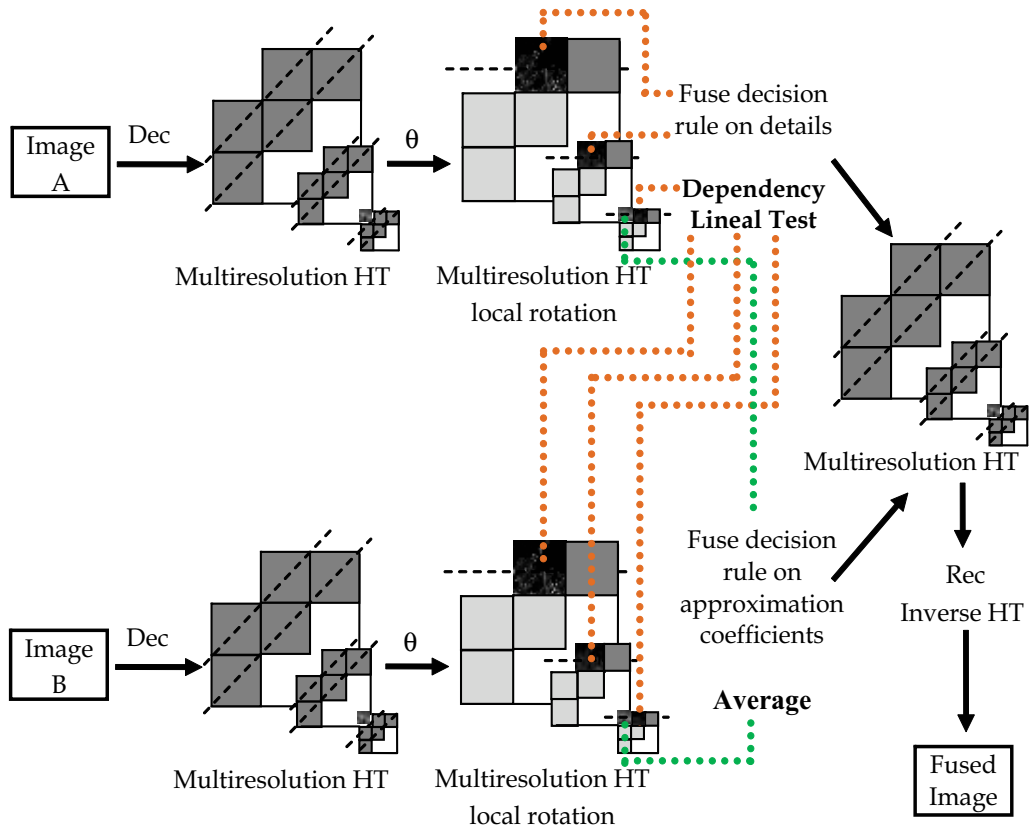 Image
A
Dec
Multiresolution HT
θ
Multiresolution HT
local rotation
Fuse decision
rule on details
Dependency
Lineal Test
Multiresolution HT
Image
B
Dec
Multiresolution HT
θ
Multiresolution HT
local rotation
Fuse decision
rule on
approximation
coefficients
Average
Rec
Inverse HT
Fused
Image